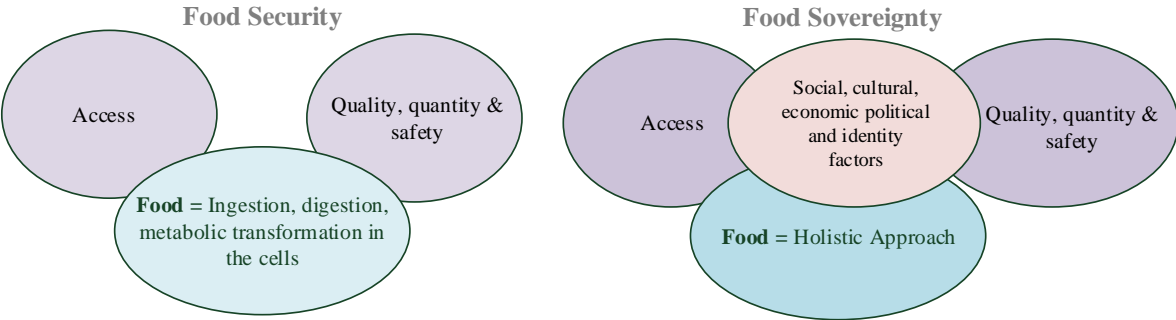 Food Security
Access
Quality, quantity &
safety
Food = Ingestion, digestion,
metabolic transformation in
the cells
Food Sovereignty
Access
Social, cultural,
economic political
and identity
factors
Quality, quantity &
safety
Food = Holistic Approach